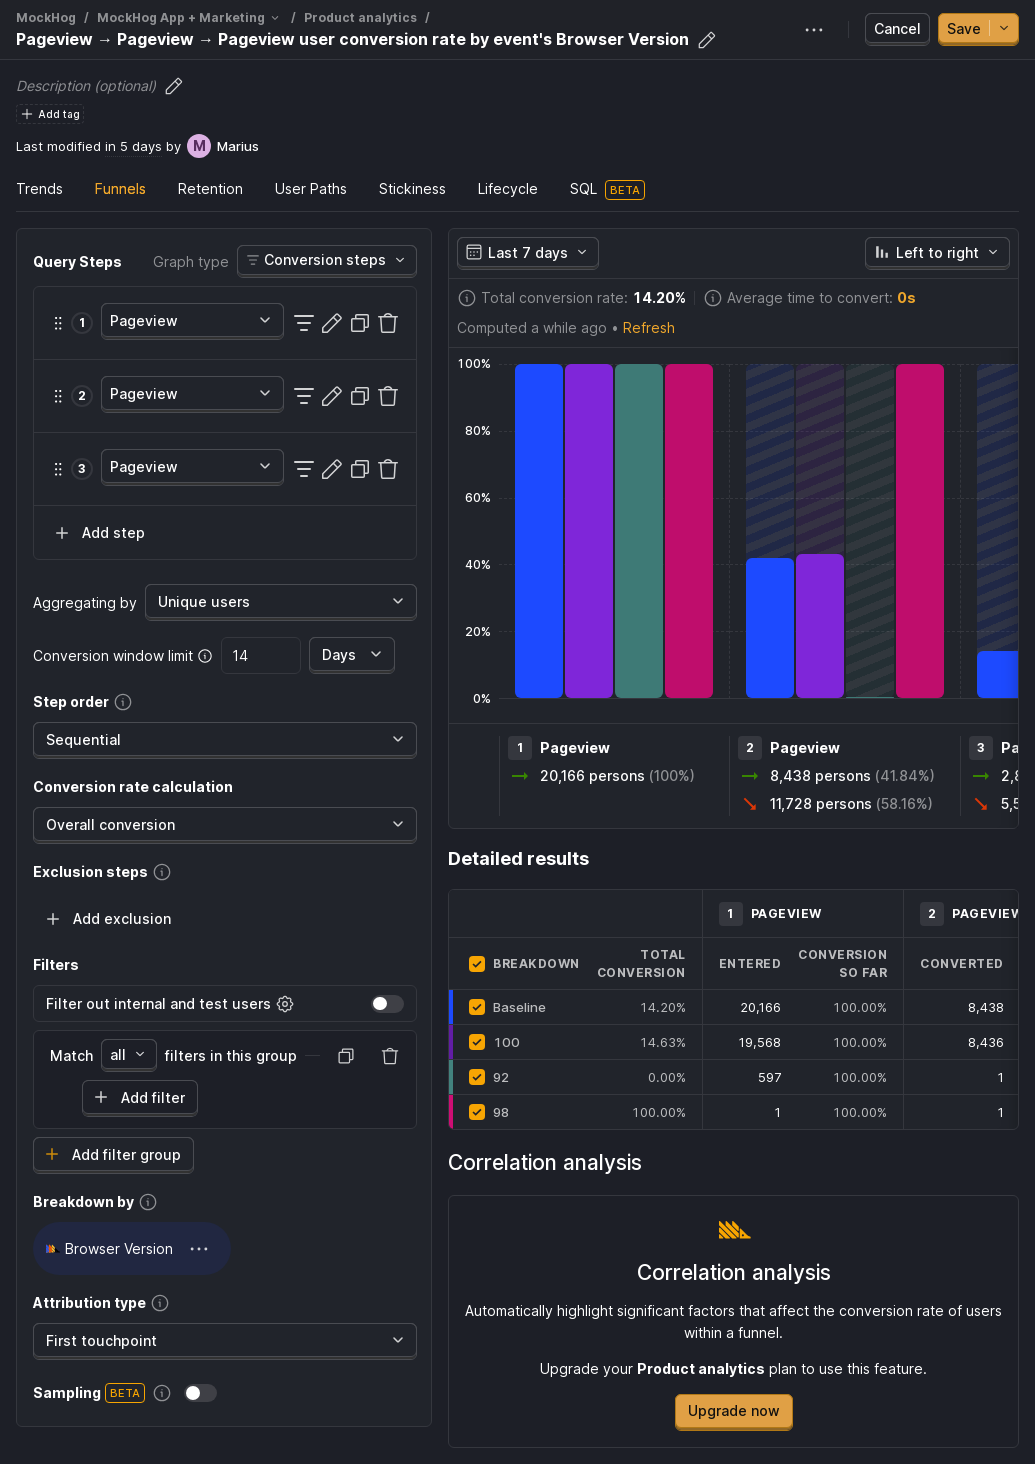 MockHog / MockHog App + Marketing / Product analytics /
Pageview → Pageview → Pageview user conversion rate by event's Browser Version
Cancel
Save
Description (optional)
Add tag
Last modified in 5 days by M Marius
Trends Funnels Retention User Paths Stickiness Lifecycle SQL BETA
Query Steps Graph type Conversion steps
1 Pageview
2 Pageview
3 Pageview
Add step
Aggregating by Unique users
Conversion window limit 14 Days
Step order
Sequential
Conversion rate calculation
Overall conversion
Exclusion steps
Add exclusion
Filters
Filter out internal and test users
Match all filters in this group
Add filter
Add filter group
Breakdown by
Browser Version
Attribution type
First touchpoint
Sampling BETA
Last 7 days
Left to right
Total conversion rate: 14.20% Average time to convert: 0s
Computed a while ago • Refresh
100%
80%
60%
40%
20%
0%
1 Pageview
20,166 persons (100%)
2 Pageview
8,438 persons (41.84%)
11,728 persons (58.16%)
3 Pa
2,8
5,5
Detailed results
1 PAGEVIEW 2 PAGEVIEW
BREAKDOWN TOTAL CONVERSION ENTERED CONVERSION SO FAR CONVERTED
Baseline 14.20% 20,166 100.00% 8,438
100 14.63% 19,568 100.00% 8,436
92 0.00% 597 100.00% 1
98 100.00% 1 100.00% 1
Correlation analysis
Correlation analysis
Automatically highlight significant factors that affect the conversion rate of users
within a funnel.
Upgrade your Product analytics plan to use this feature.
Upgrade now